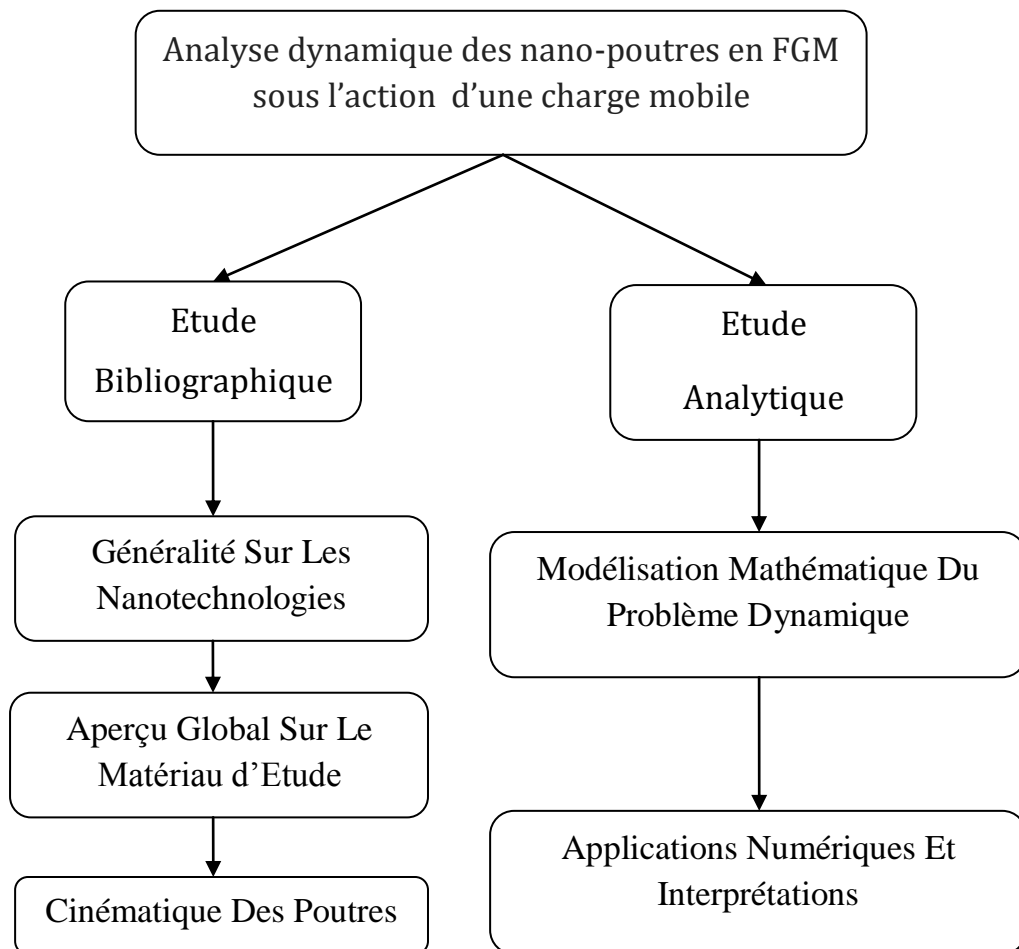 Analyse dynamique des nano-poutres en FGM
sous l’action d’une charge mobile
Etude
Bibliographique
Etude
Analytique
Généralité Sur Les
Nanotechnologies
Modélisation Mathématique Du
Problème Dynamique
Aperçu Global Sur Le
Matériau d’Etude
Applications Numériques Et
Interprétations
Cinématique Des Poutres